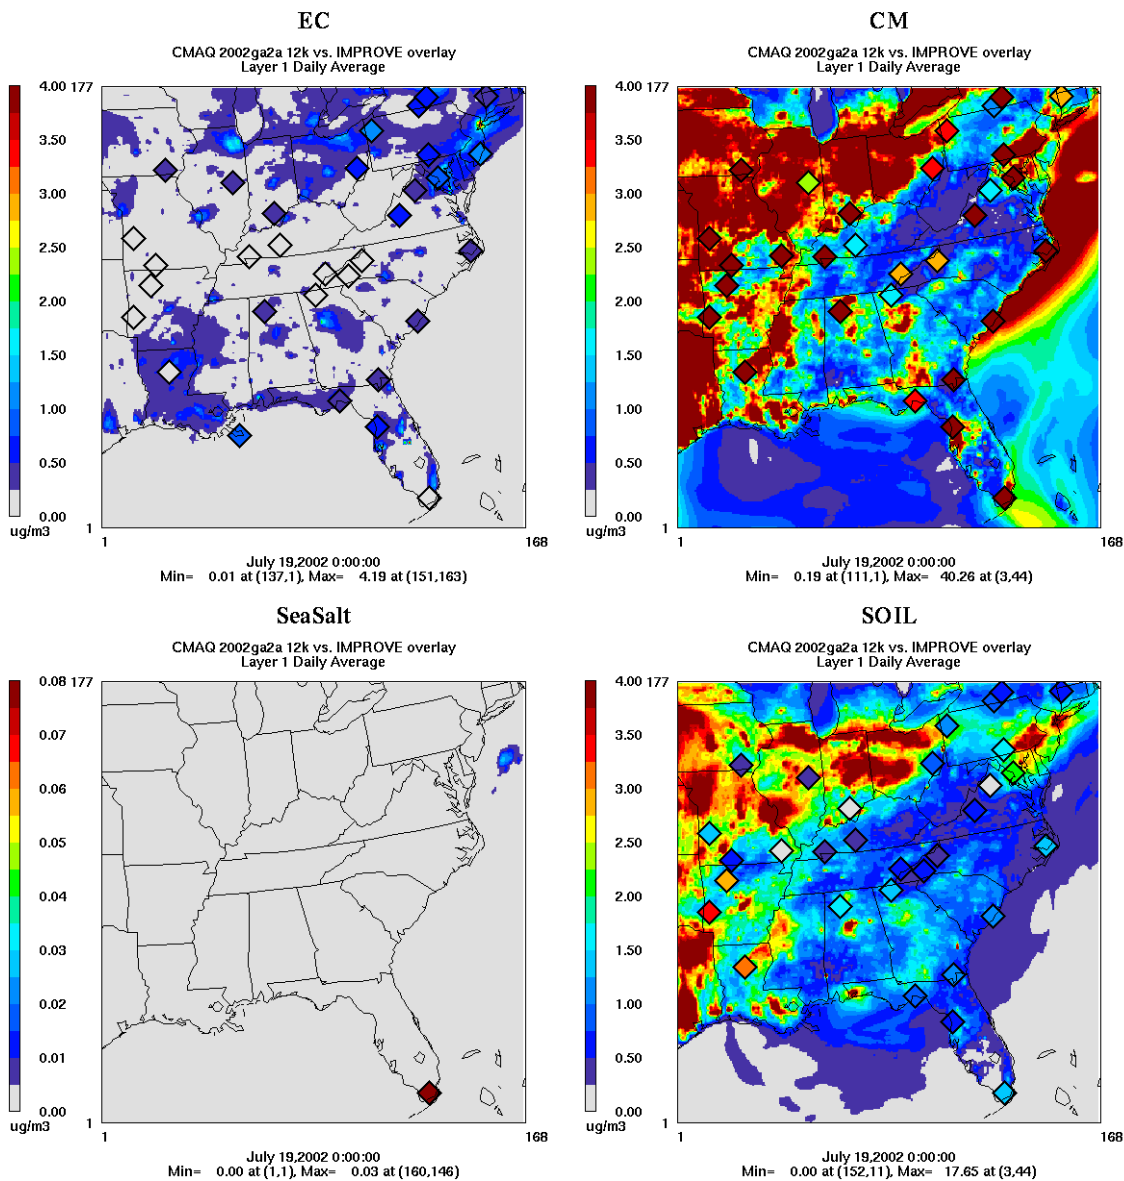 EC
CMAQ 2002ga2a 12k vs. IMPROVE overlay
Layer 1 Daily Average
4.00
3.50
3.00
2.50
2.00
1.50
1.00
0.50
0.00
ug/m3
177
1
1
168
July 19,2002 0:00:00
Min= 0.01 at (137,1), Max= 4.19 at (151,163)
CM
CMAQ 2002ga2a 12k vs. IMPROVE overlay
Layer 1 Daily Average
4.00
3.50
3.00
2.50
2.00
1.50
1.00
0.50
0.00
ug/m3
177
1
1
168
July 19,2002 0:00:00
Min= 0.19 at (111,1), Max= 40.26 at (3,44)
SeaSalt
CMAQ 2002ga2a 12k vs. IMPROVE overlay
Layer 1 Daily Average
0.08
0.07
0.06
0.05
0.04
0.03
0.02
0.01
0.00
ug/m3
177
1
1
168
July 19,2002 0:00:00
Min= 0.00 at (1,1), Max= 0.03 at (160,146)
SOIL
CMAQ 2002ga2a 12k vs. IMPROVE overlay
Layer 1 Daily Average
4.00
3.50
3.00
2.50
2.00
1.50
1.00
0.50
0.00
ug/m3
177
1
1
168
July 19,2002 0:00:00
Min= 0.00 at (152,11), Max= 17.65 at (3,44)